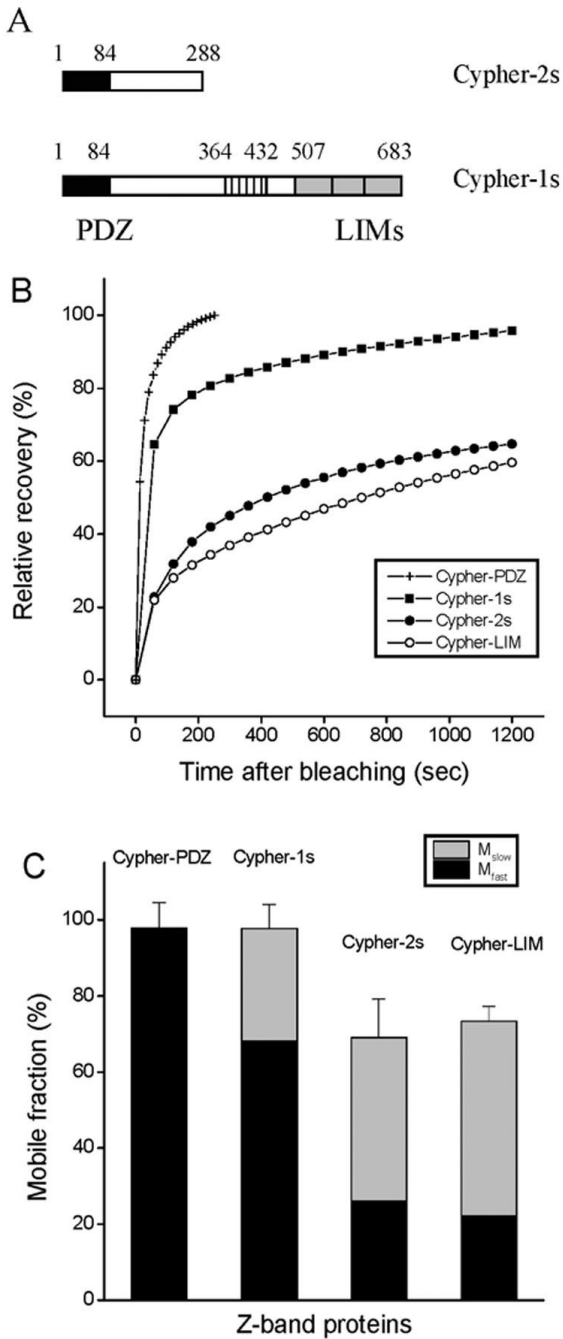 A
1 84 288
Cypher-2s
1 84 364 432 507 683
Cypher-1s
PDZ LIMs
B
100
80
60
40
20
0
Relative recovery (%)
Cypher-PDZ
Cypher-1s
Cypher-2s
Cypher-LIM
0 200 400 600 800 1000 1200
Time after bleaching (sec)
C
M slow
M fast
Cypher-PDZ Cypher-1s
Cypher-2s Cypher-LIM
100
80
60
40
20
0
Mobile fraction (%)
Z-band proteins